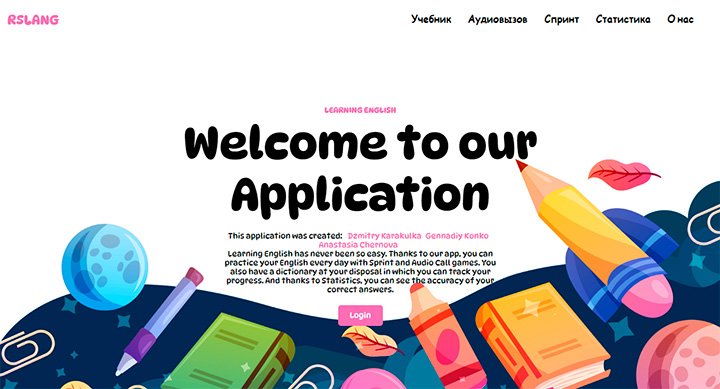 RSLANG
Учебник Аудиовызов Спринт Статистика О нас
LEARNING ENGLISH
Welcome to our
Application
This application was created: Dzmitry Karakulka Gennadiy Konko
Anastasia Chernova
Learning English has never been so easy. Thanks to our app, you can
practice your English every day with Sprint and Audio Call games. You
also have a dictionary at your disposal in which you can track your
progress. And thanks to Statistics, you can see the accuracy of your
correct answers.
Login